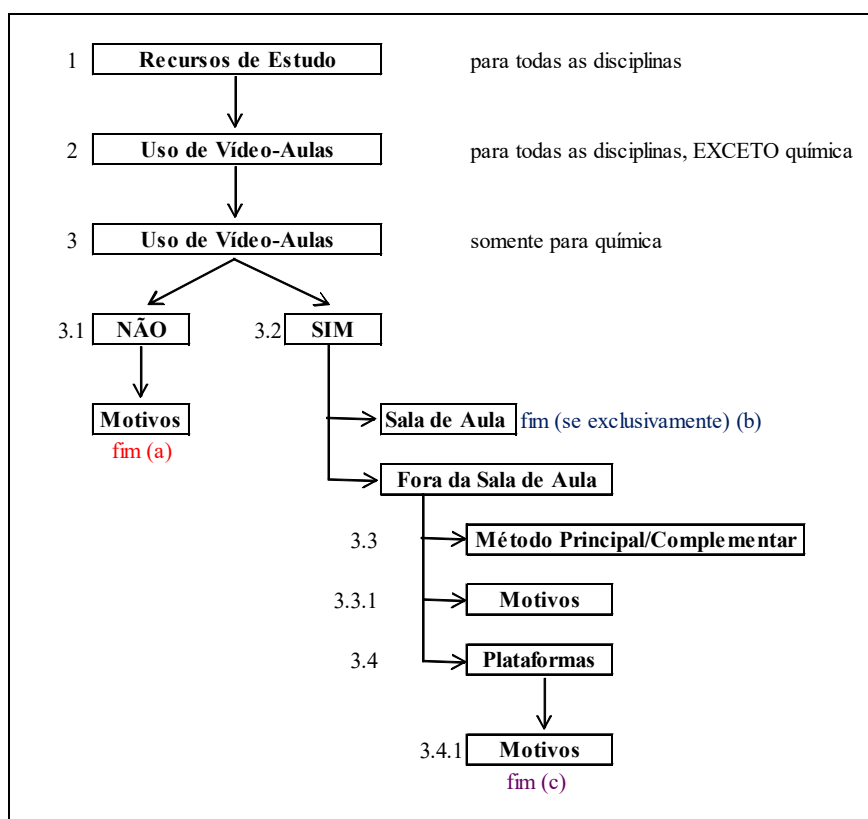 1 Recursos de Estudo para todas as disciplinas
2 Uso de Vídeo-Aulas para todas as disciplinas, EXCETO química
3 Uso de Vídeo-Aulas somente para química
3.1 NÃO 3.2 SIM
Motivos Sala de Aula fim (se exclusivamente) (b)
fim (a)
Fora da Sala de Aula
3.3 Método Principal/Complementar
3.3.1 Motivos
3.4 Plataformas
3.4.1 Motivos
fim (c)